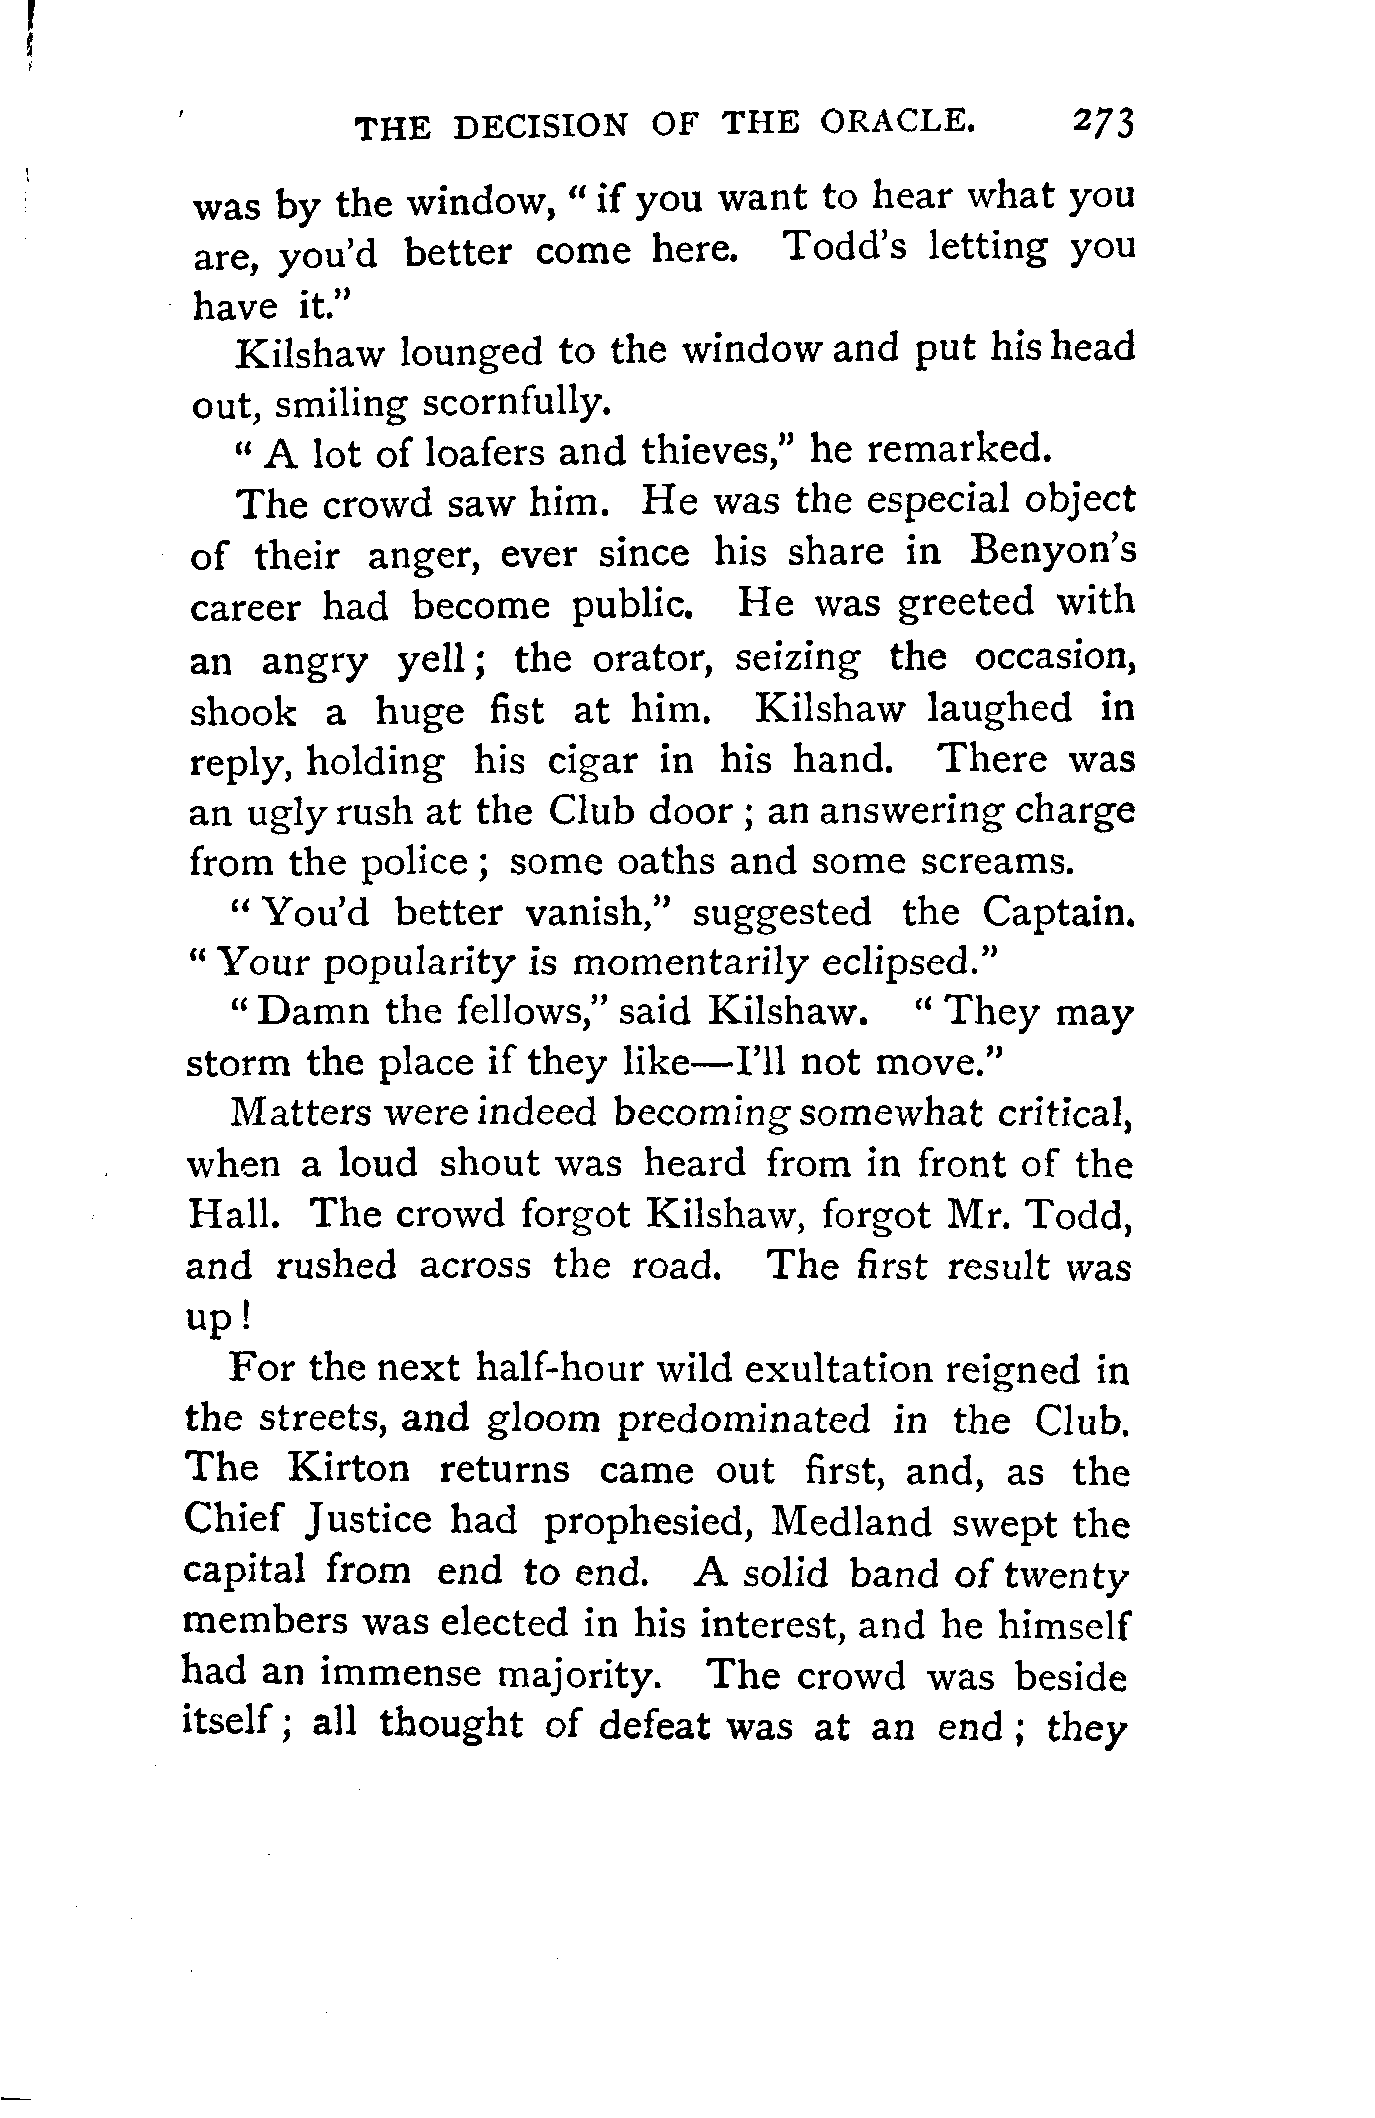 THE DECISION OF THE ORACLE. 273
was by the window, “ if you want to hear what you
are, you’d better come here. Todd’s letting you
have it.”
Kilshaw lounged to the window and put his head
out, smiling scornfully.
“ A lot of loafers and thieves,” he remarked.
The crowd saw him. He was the especial object
of their anger, ever since his share in Benyon’s
career had become public. He was greeted with
an angry yell ; the orator, seizing the occasion,
shook a huge fist at him. Kilshaw laughed in
reply, holding his cigar in his hand. There was
an ugly rush at the Club door ; an answering charge
from the police ; some oaths and some screams.
“ You’d better vanish,” suggested the Captain.
“ Your popularity is momentarily eclipsed.”
“ Damn the fellows,” said Kilshaw. “ They may
storm the place if they like—I’ll not move.”
Matters were indeed becoming somewhat critical,
when a loud shout was heard from in front of the
Hall. The crowd forgot Kilshaw, forgot Mr. Todd,
and rushed across the road. The first result was
up !
For the next half-hour wild exultation reigned in
the streets, and gloom predominated in the Club.
The Kirton returns came out first, and, as the
Chief Justice had prophesied, Medland swept the
capital from end to end. A solid band of twenty
members was elected in his interest, and he himself
had an immense majority. The crowd was beside
itself ; all thought of defeat was at an end ; they